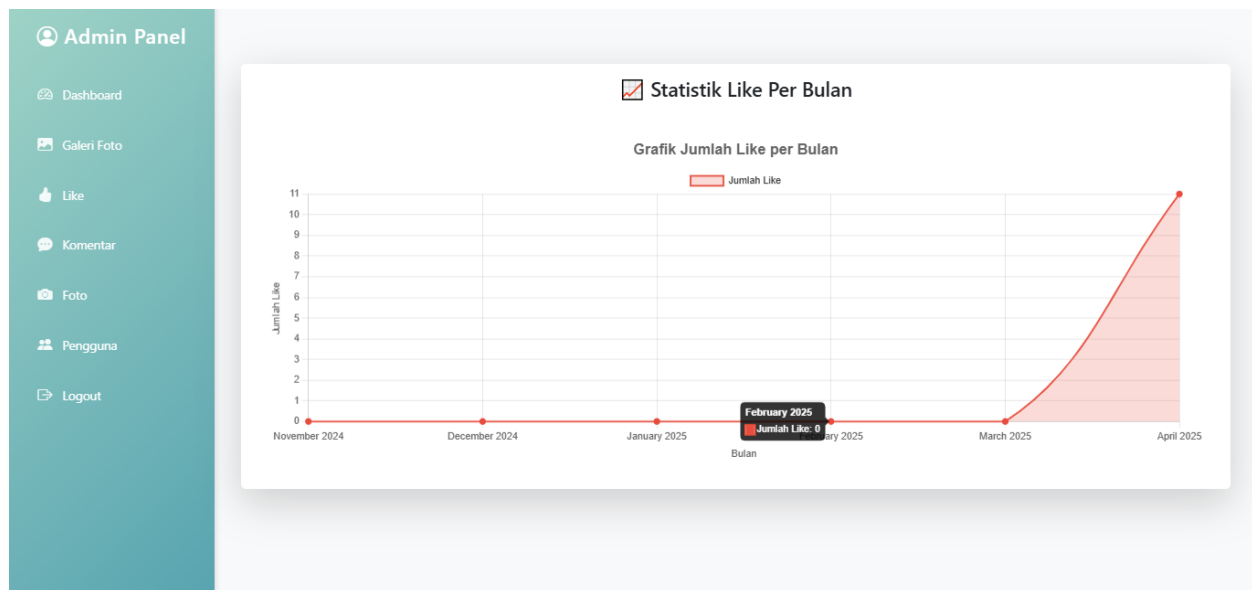 Admin Panel
Dashboard
Galeri Foto
Like
Komentar
Foto
Pengguna
Logout
Statistik Like Per Bulan
Grafik Jumlah Like per Bulan
Jumlah Like
Jumlah Like
11
10
9
8
7
6
5
4
3
2
1
0
February 2025
Jumlah Like: 0
November 2024
December 2024
January 2025
February 2025
March 2025
April 2025
Bulan